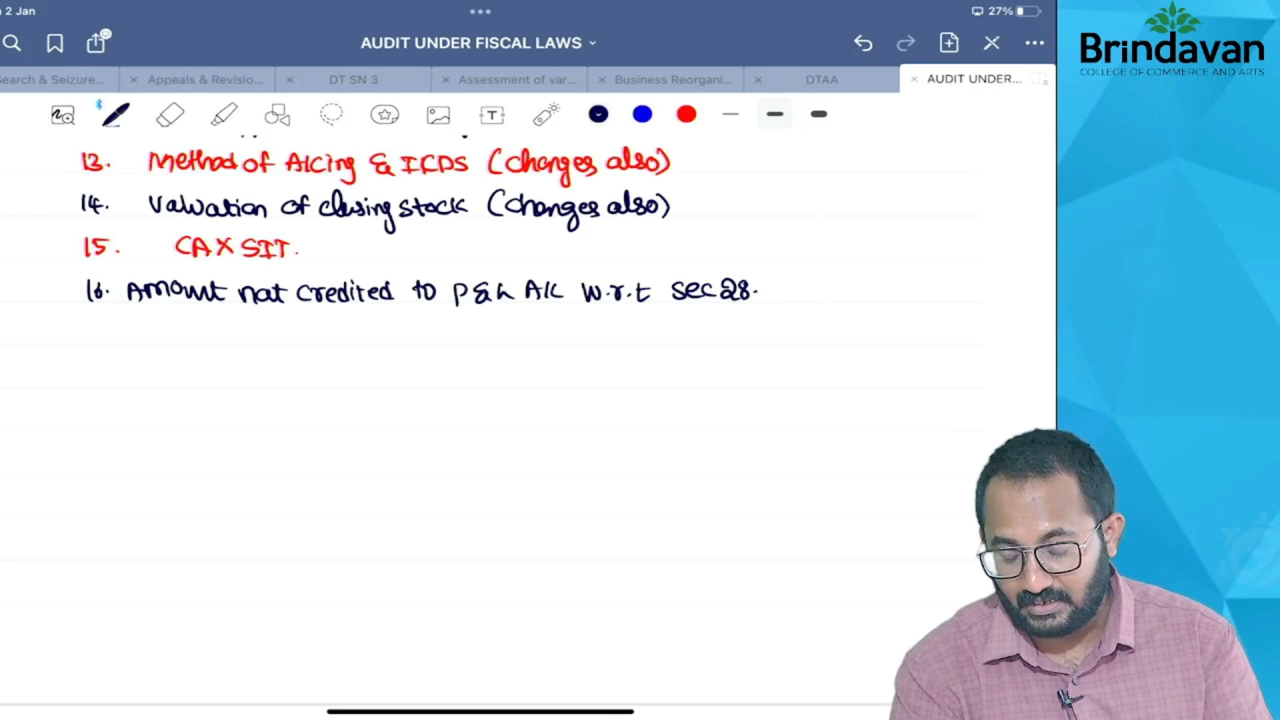 n 2 Jan
27%
AUDIT UNDER FISCAL LAWS
Brindavan
COLLEGE OF COMMERCE AND ARTS
earch & Seizure...
Appeals & Revisio...
DT SN 3
Assessment of var...
Business Reorgani...
DTAA
AUDIT UNDER...
13. Method of A/cing & ICDS (changes also)
14. Valuation of closing stock (changes also)
15. CA X SIT.
16. Amount not credited to P&L A/c w.r.t sec 28.